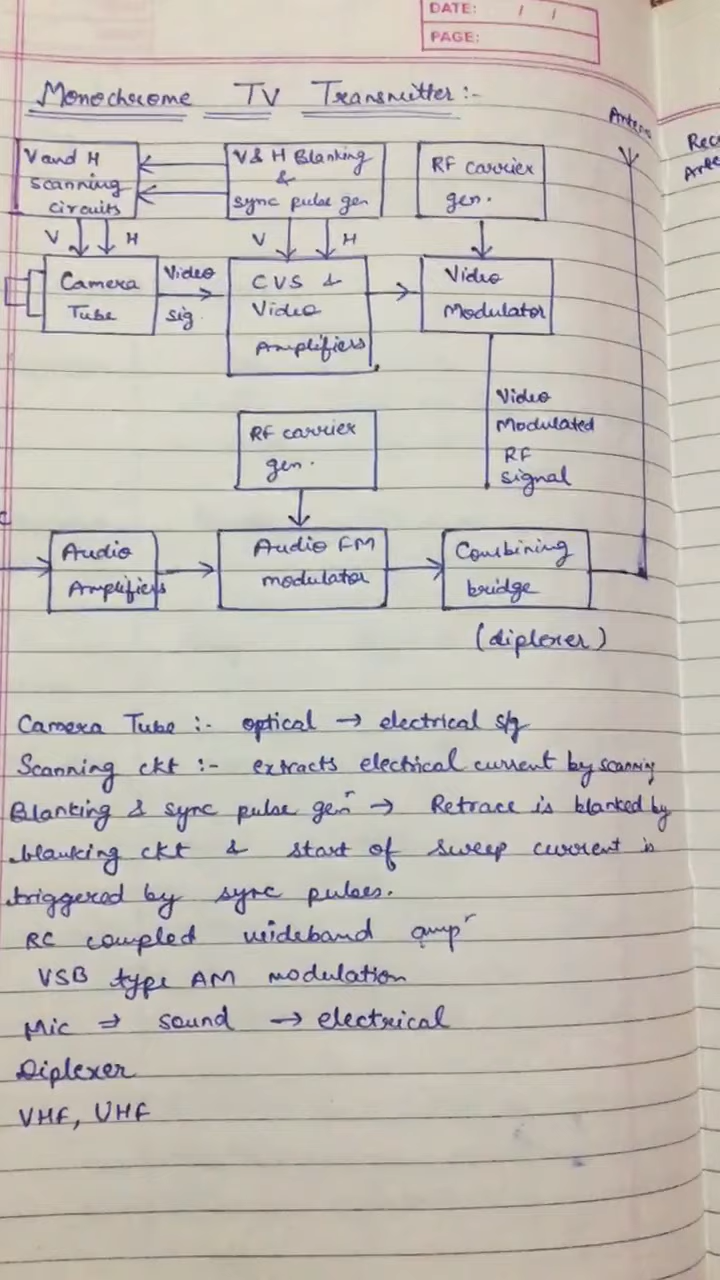 DATE: / /
PAGE:
Monochrome TV Transmitter :-
Antenna
V and H
scanning
circuits
V & H Blanking
&
sync pulse gen
RF carrier
gen.
V H
V H
Camera
Tube
Video
sig.
CVS &
Video
Amplifiers
Video
Modulator
Video
Modulated
RF
signal
RF carrier
gen.
Audio
Amplifiers
Audio FM
modulator
Combining
bridge
(diplexer)
Camera Tube :- optical → electrical s/g
Scanning ckt :- extracts electrical current by scanning
Blanking & sync pulse genr → Retrace is blanked by
blanking ckt & start of sweep current is
triggered by sync pulses.
RC coupled wideband ampr
VSB type AM modulation
Mic ⇒ sound → electrical
Diplexer
VHF, UHF